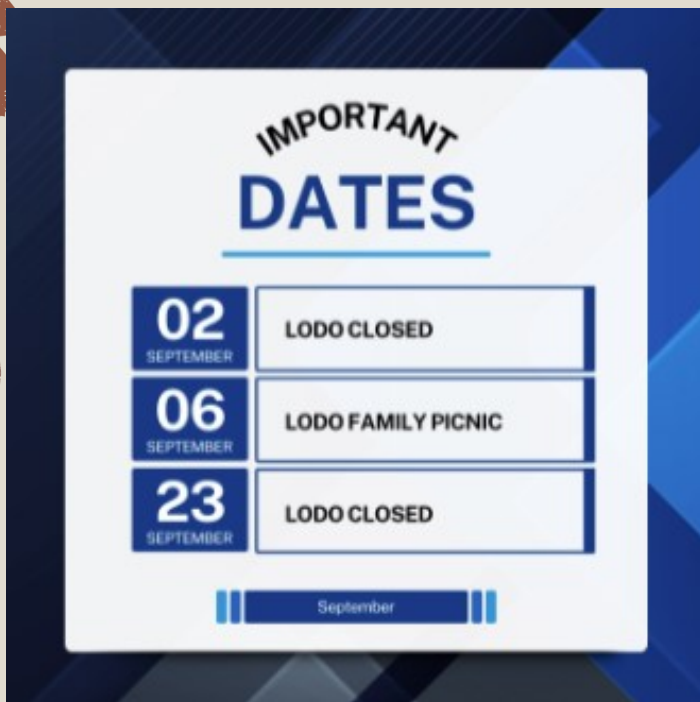 IMPORTANT
DATES
02
SEPTEMBER
LODO CLOSED
06
SEPTEMBER
LODO FAMILY PICNIC
23
SEPTEMBER
LODO CLOSED
September